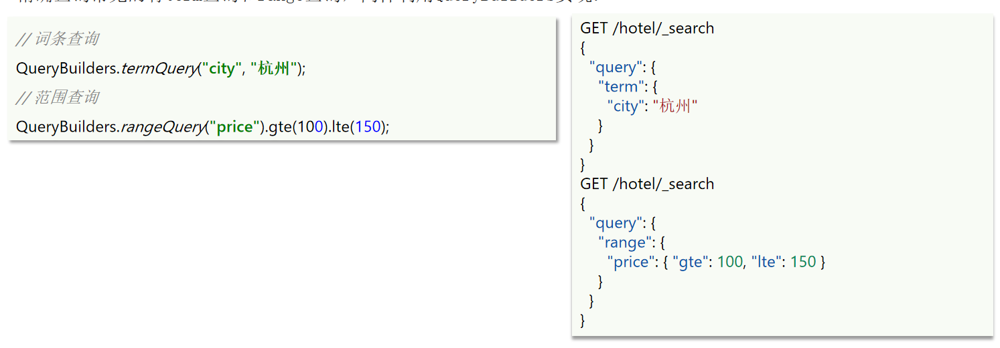 // 词条查询
QueryBuilders.termQuery("city", "杭州");
// 范围查询
QueryBuilders.rangeQuery("price").gte(100).lte(150);
GET /hotel/_search
{
  "query": {
    "term": {
      "city": "杭州"
    }
  }
}
GET /hotel/_search
{
  "query": {
    "range": {
      "price": { "gte": 100, "lte": 150 }
    }
  }
}